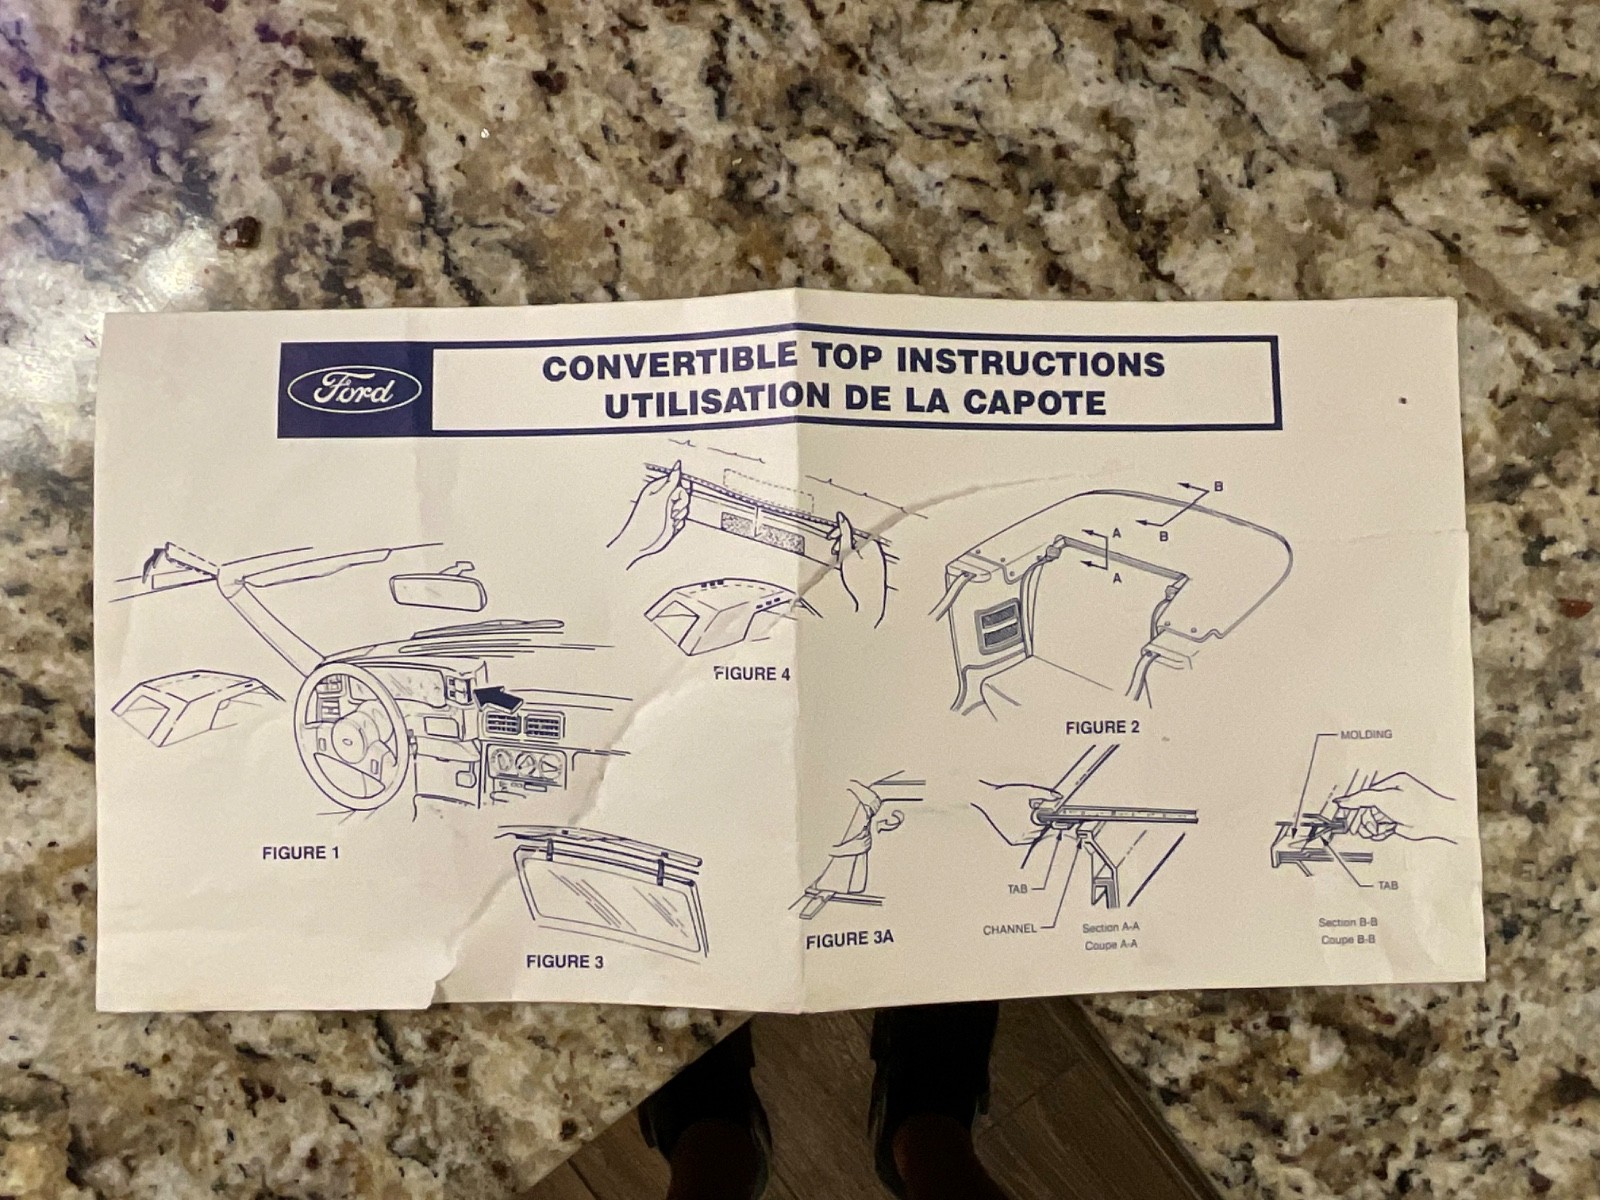 Ford
CONVERTIBLE TOP INSTRUCTIONS
UTILISATION DE LA CAPOTE
B
B
A
A
FIGURE 4
FIGURE 2
MOLDING
FIGURE 1
TAB
TAB
CHANNEL
Section A-A
Coupe A-A
Section B-B
Coupe B-B
FIGURE 3A
FIGURE 3